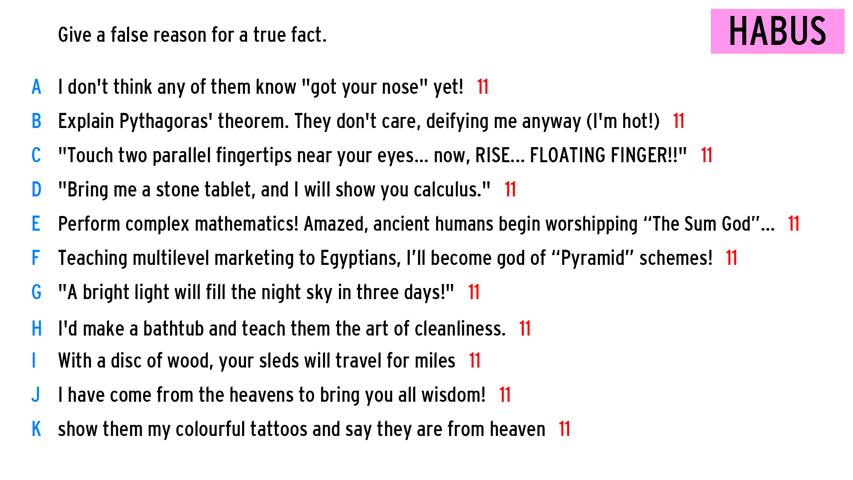 Give a false reason for a true fact.
HABUS
A I don't think any of them know "got your nose" yet! 11
B Explain Pythagoras' theorem. They don't care, deifying me anyway (I'm hot!) 11
C "Touch two parallel fingertips near your eyes... now, RISE... FLOATING FINGER!!" 11
D "Bring me a stone tablet, and I will show you calculus." 11
E Perform complex mathematics! Amazed, ancient humans begin worshipping “The Sum God”... 11
F Teaching multilevel marketing to Egyptians, I’ll become god of “Pyramid” schemes! 11
G "A bright light will fill the night sky in three days!" 11
H I'd make a bathtub and teach them the art of cleanliness. 11
I With a disc of wood, your sleds will travel for miles 11
J I have come from the heavens to bring you all wisdom! 11
K show them my colourful tattoos and say they are from heaven 11